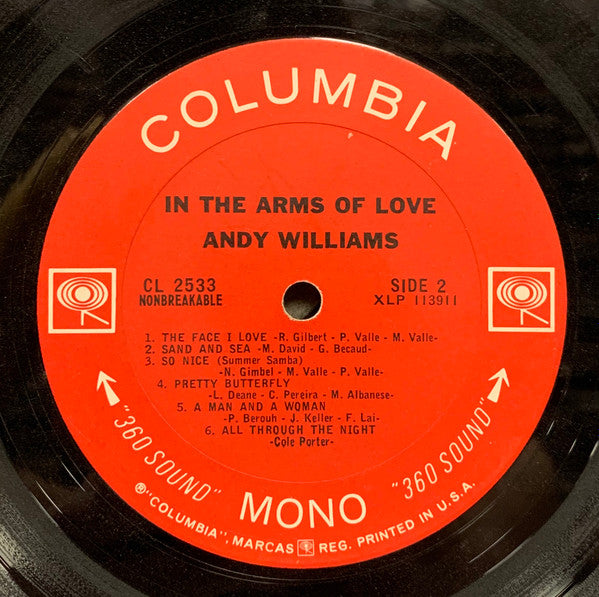 COLUMBIA
IN THE ARMS OF LOVE
ANDY WILLIAMS
CL 2533
NONBREAKABLE
SIDE 2
XLP 113911
1. THE FACE I LOVE -R. Gilbert - P. Valle - M. Valle-
2. SAND AND SEA -M. David - G. Becaud-
3. SO NICE (Summer Samba)
-N. Gimbel - M. Valle - P. Valle-
4. PRETTY BUTTERFLY
-L. Deane - C. Pereira - M. Albanese-
5. A MAN AND A WOMAN
-P. Berouh - J. Keller - F. Lai-
6. ALL THROUGH THE NIGHT
-Cole Porter-
"360 SOUND"
MONO
"360 SOUND"
®"COLUMBIA", MARCAS REG. PRINTED IN U.S.A.